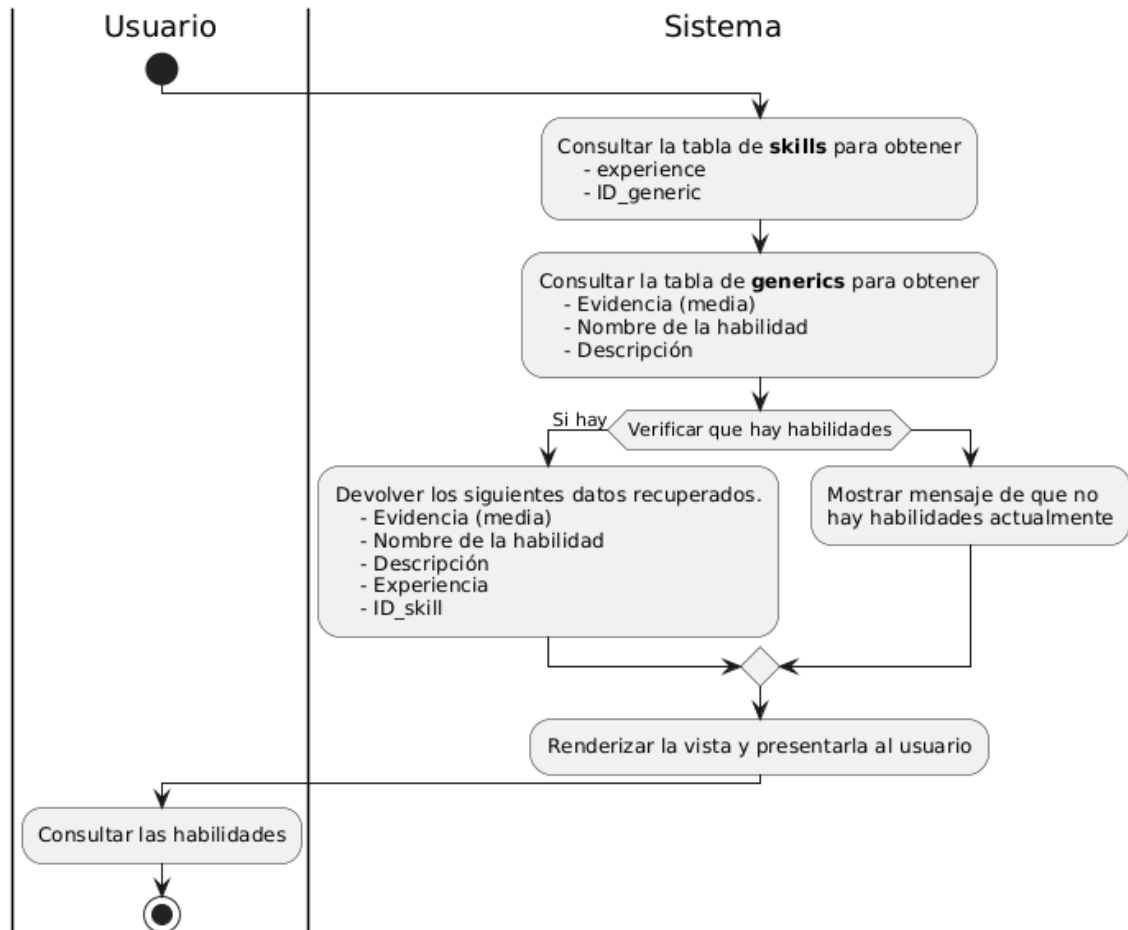 Usuario
Sistema
Consultar la tabla de skills para obtener
- experience
- ID_generic
Consultar la tabla de generics para obtener
- Evidencia (media)
- Nombre de la habilidad
- Descripción
Si hay
Verificar que hay habilidades
Devolver los siguientes datos recuperados.
- Evidencia (media)
- Nombre de la habilidad
- Descripción
- Experiencia
- ID_skill
Mostrar mensaje de que no
hay habilidades actualmente
Renderizar la vista y presentarla al usuario
Consultar las habilidades